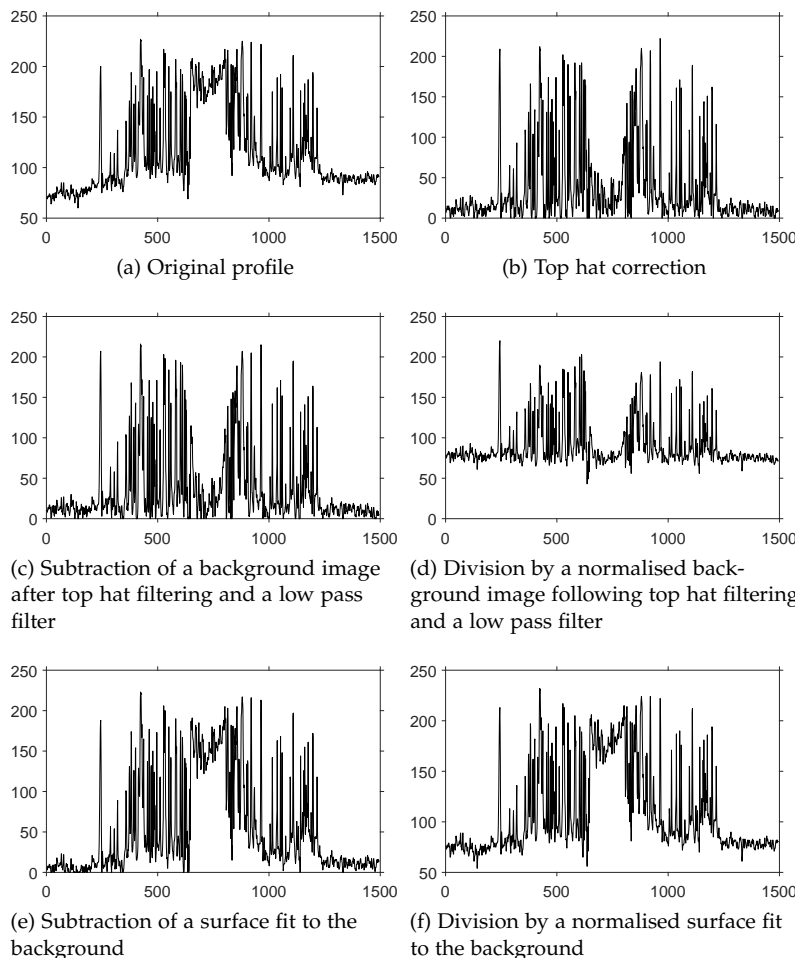 250
200
150
100
50
0 500 1000 1500
(a) Original profile
250
200
150
100
50
0
0 500 1000 1500
(b) Top hat correction
250
200
150
100
50
0
0 500 1000 1500
(c) Subtraction of a background image
after top hat filtering and a low pass
filter
250
200
150
100
50
0
0 500 1000 1500
(d) Division by a normalised back-
ground image following top hat filtering
and a low pass filter
250
200
150
100
50
0
0 500 1000 1500
(e) Subtraction of a surface fit to the
background
250
200
150
100
50
0 500 1000 1500
(f) Division by a normalised surface fit
to the background